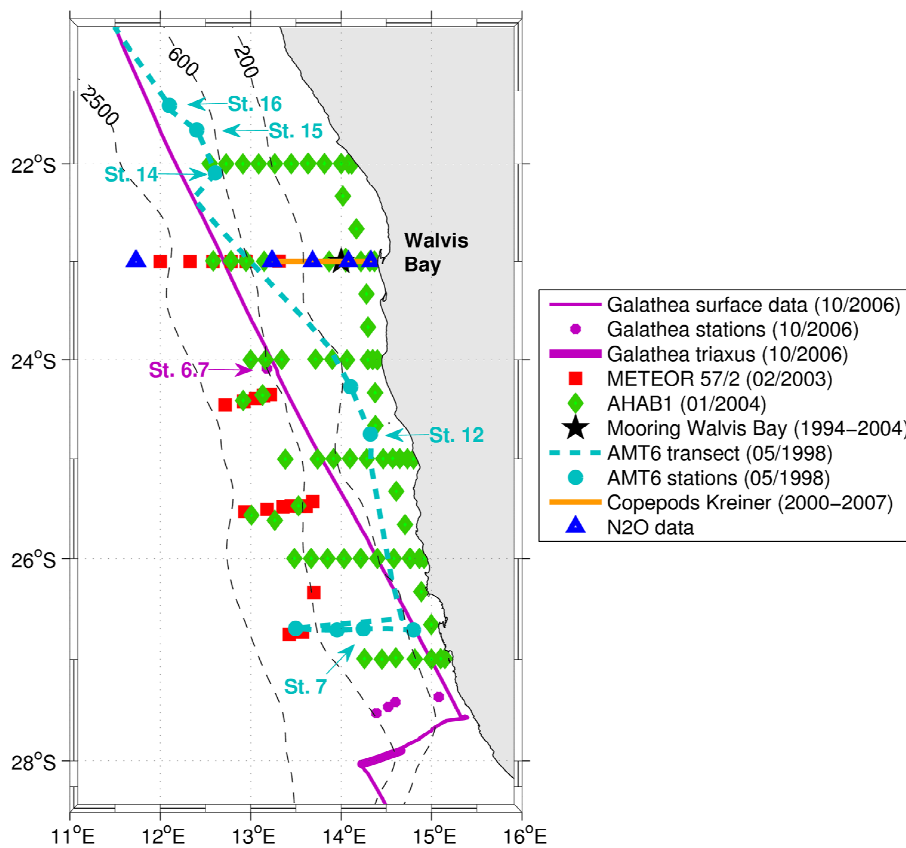 2500
600
200
St. 16
St. 15
St. 14
22°S
Walvis
Bay
24°S
St. 6.7
St. 12
26°S
St. 7
28°S
11°E
12°E
13°E
14°E
15°E
16°E
Galathea surface data (10/2006)
Galathea stations (10/2006)
Galathea triaxus (10/2006)
METEOR 57/2 (02/2003)
AHAB1 (01/2004)
Mooring Walvis Bay (1994−2004)
AMT6 transect (05/1998)
AMT6 stations (05/1998)
Copepods Kreiner (2000−2007)
N2O data